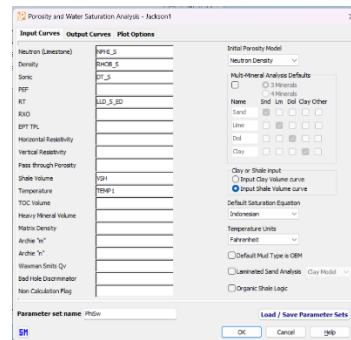 Porosity and Water Saturation Analysis - Jackson1
Input Curves Output Curves Plot Options
Neutron (Limestone) NPHI_S
Density RHOB_S
Sonic DT_S
PEF
RT LLD_S_ED
RXO
EPT TPL
Horizontal Resistivity
Vertical Resistivity
Pass through Porosity
Shale Volume VSH
Temperature TEMP1
TOC Volume
Heavy Mineral Volume
Matrix Density
Archie "m"
Archie "n"
Waxman Smits Qv
Bad Hole Discriminator
Non Calculation Flag
Initial Porosity Model
Neutron Density
Multi-Mineral Analysis Defaults
3 Minerals
4 Minerals
Name Snd Lm Dol Clay Other
Sand
Lime
Dol
Clay
Clay or Shale input
Input Clay Volume curve
Input Shale Volume curve
Default Saturation Equation
Indonesian
Temperature Units
Fahrenheit
Default Mud Type is OBM
Laminated Sand Analysis Clay Model
Organic Shale Logic
Parameter set name PhiSw
Load / Save Parameter Sets
SM
OK Cancel Help